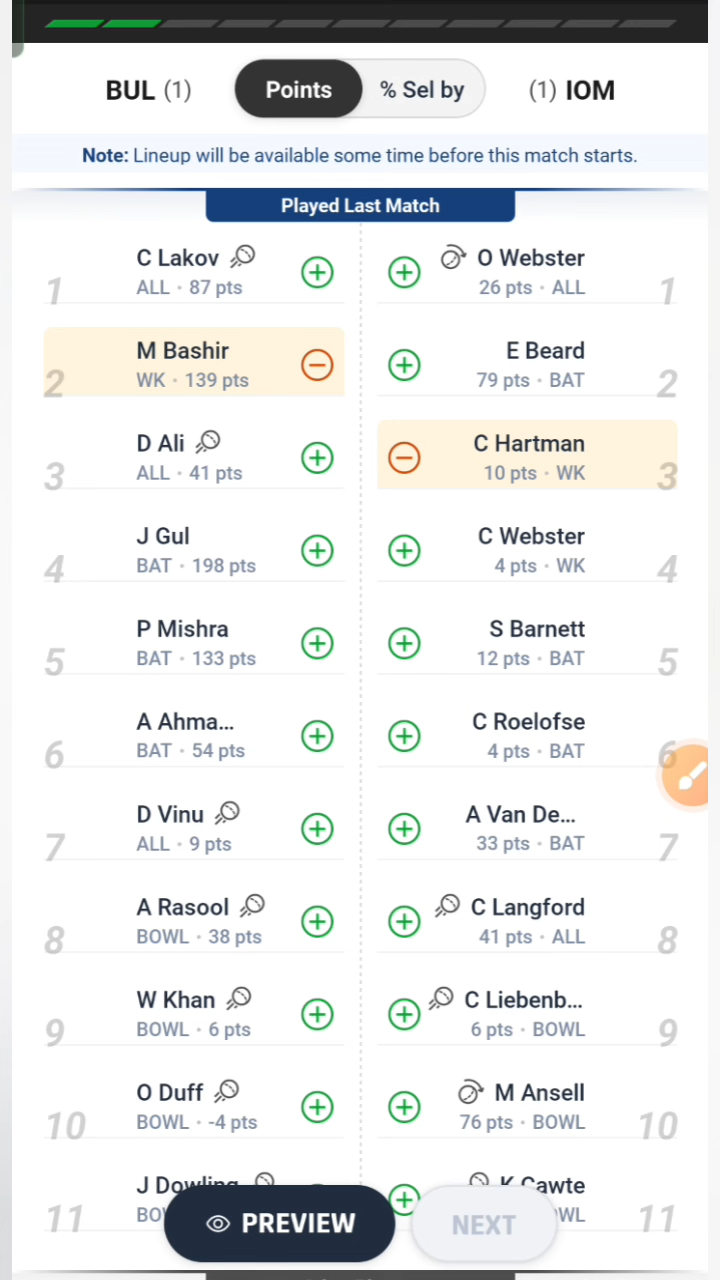 BUL (1) Points % Sel by (1) IOM
Note: Lineup will be available some time before this match starts.
Played Last Match
1 C Lakov
ALL · 87 pts
O Webster 1
26 pts · ALL
2 M Bashir
WK · 139 pts
E Beard 2
79 pts · BAT
3 D Ali
ALL · 41 pts
C Hartman 3
10 pts · WK
4 J Gul
BAT · 198 pts
C Webster 4
4 pts · WK
5 P Mishra
BAT · 133 pts
S Barnett 5
12 pts · BAT
6 A Ahma...
BAT · 54 pts
C Roelofse 6
4 pts · BAT
7 D Vinu
ALL · 9 pts
A Van De... 7
33 pts · BAT
8 A Rasool
BOWL · 38 pts
C Langford 8
41 pts · ALL
9 W Khan
BOWL · 6 pts
C Liebenb... 9
6 pts · BOWL
10 O Duff
BOWL · -4 pts
M Ansell 10
76 pts · BOWL
11 J Dowling
K Cawte 11
PREVIEW NEXT